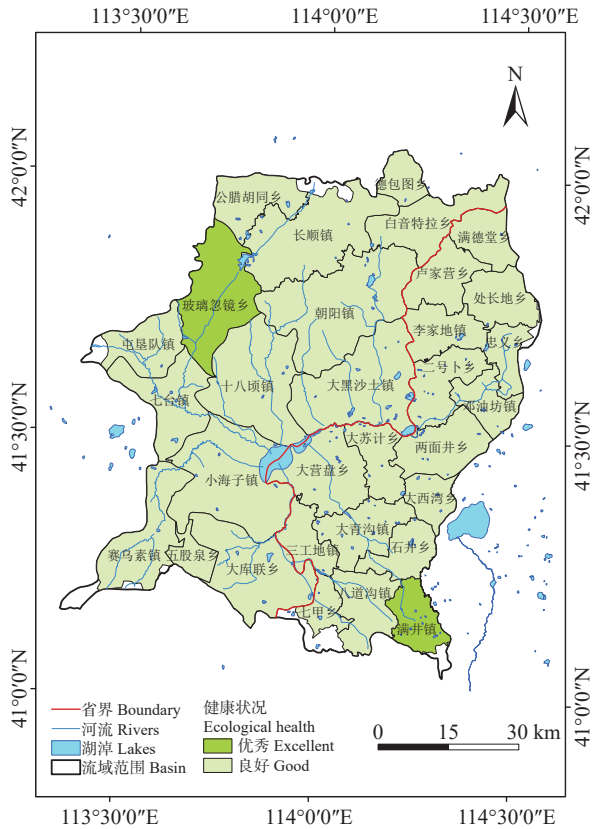 113°30′0″E
114°0′0″E
114°30′0″E
N
42°0′0″N
42°0′0″N
德包图乡
公腊胡同乡
白音特拉乡
长顺镇
满德堂乡
卢家营乡
处长地乡
玻璃忽镜乡
朝阳镇
李家地镇
忠义乡
屯垦队镇
二号卜乡
七台镇
十八顷镇
大黑沙土镇
邓油坊镇
41°30′0″N
41°30′0″N
大苏计乡
两面井乡
小海子镇
大营盘乡
大西湾乡
大青沟镇
石井乡
赛乌素镇
五股泉乡
大库联乡
三工地镇
八道沟镇
七甲乡
满井镇
41°0′0″N
41°0′0″N
省界 Boundary
河流 Rivers
湖淖 Lakes
流域范围 Basin
健康状况
Ecological health
优秀 Excellent
良好 Good
0 15 30 km
113°30′0″E
114°0′0″E
114°30′0″E